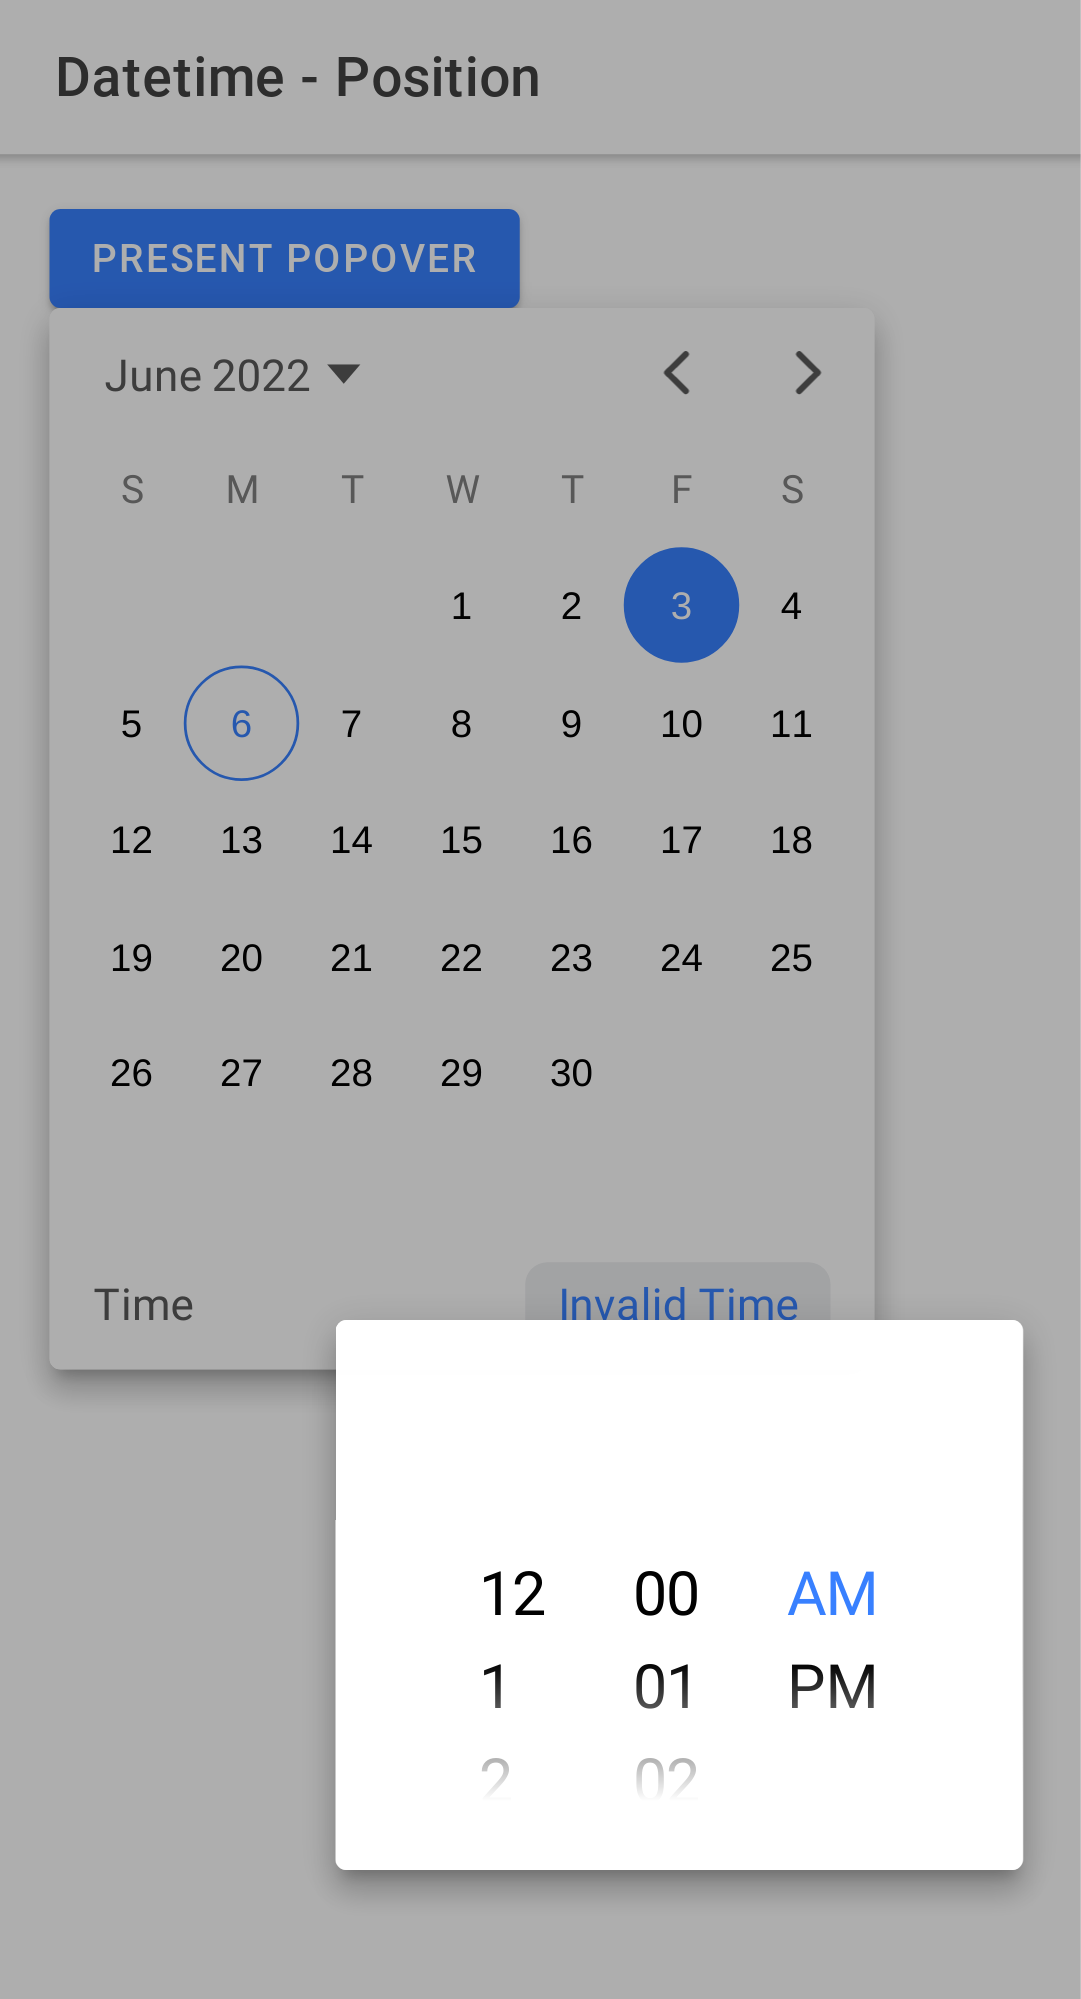 Datetime - Position
PRESENT POPOVER
June 2022
S M T W T F S
1 2 3 4
5 6 7 8 9 10 11
12 13 14 15 16 17 18
19 20 21 22 23 24 25
26 27 28 29 30
Time Invalid Time
12 00 AM
1 01 PM
2 02